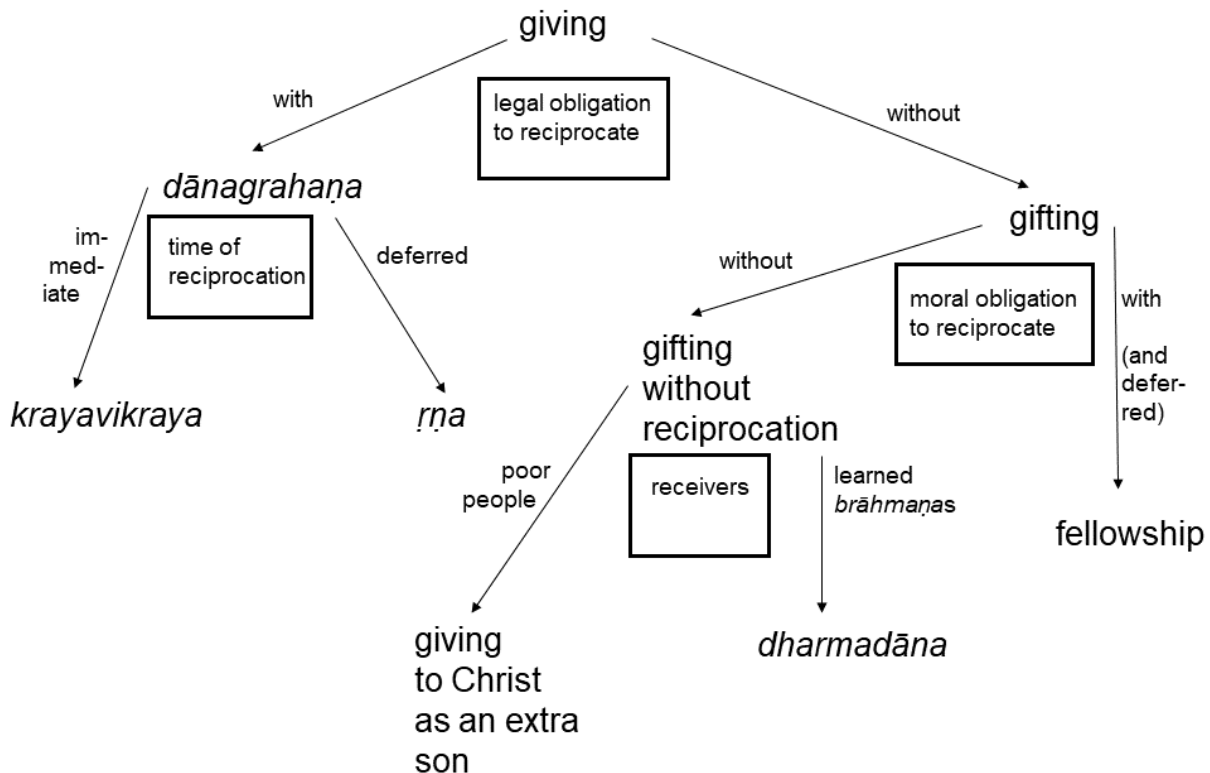 giving
with
legal obligation
to reciprocate
without
dānagrahaṇa
gifting
im-
med-
iate
time of
reciprocation
deferred
without
moral obligation
to reciprocate
with
(and
defer-
red)
gifting
without
reciprocation
krayavikraya
ṛṇa
poor
people
receivers
learned
brāhmaṇas
fellowship
giving
to Christ
as an extra
son
dharmadāna